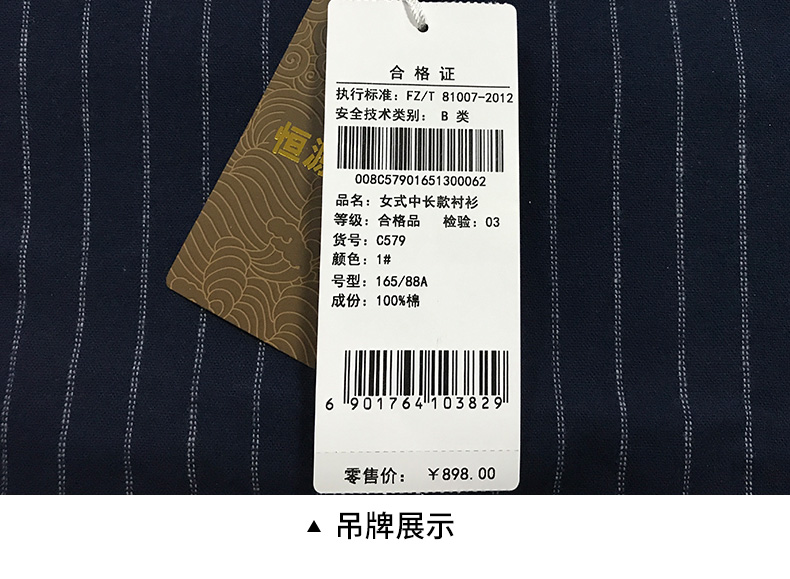 恒源
合格证
执行标准：FZ/T 81007-2012
安全技术类别：B 类
008C57901651300062
品名：女式中长款衬衫
等级：合格品 检验：03
货号：C579
颜色：1#
号型：165/88A
成份：100%棉
6 901764 103829
零售价：￥898.00
▲ 吊牌展示